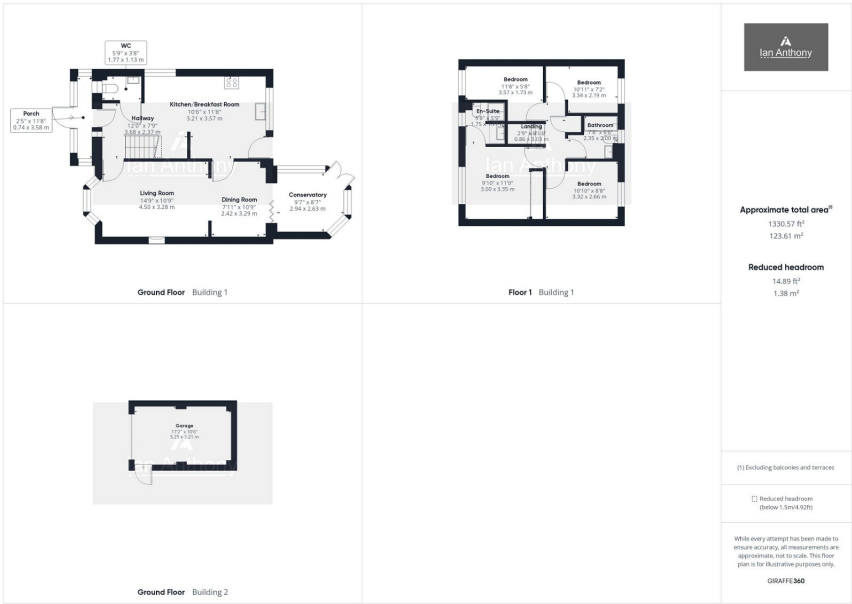 WC
5'9" x 3'8"
1.77 x 1.13 m
Porch
2'5" x 11'8"
0.74 x 3.58 m
Hallway
12'0" x 7'9"
3.68 x 2.37 m
Kitchen/Breakfast Room
10'6" x 11'8"
3.21 x 3.57 m
Living Room
14'9" x 10'9"
4.50 x 3.28 m
Dining Room
7'11" x 10'9"
2.42 x 3.29 m
Conservatory
9'7" x 8'7"
2.94 x 2.63 m
Ian Anthony
Ground Floor Building 1
Bedroom
11'8" x 5'8"
3.57 x 1.73 m
Bedroom
10'11" x 7'2"
3.34 x 2.19 m
En-Suite
Landing
Bathroom
Bedroom
9'10" x 11'0"
3.00 x 3.35 m
Bedroom
10'10" x 8'8"
3.32 x 2.66 m
Ian Anthony
Floor 1 Building 1
Garage
17'2" x 10'6"
5.25 x 3.21 m
Ian Anthony
Ground Floor Building 2
Ian Anthony
Approximate total area(1)
1330.57 ft²
123.61 m²
Reduced headroom
14.89 ft²
1.38 m²
(1) Excluding balconies and terraces
Reduced headroom
(below 1.5m/4.92ft)
While every attempt has been made to
ensure accuracy, all measurements are
approximate, not to scale. This floor
plan is for illustrative purposes only.
GIRAFFE360